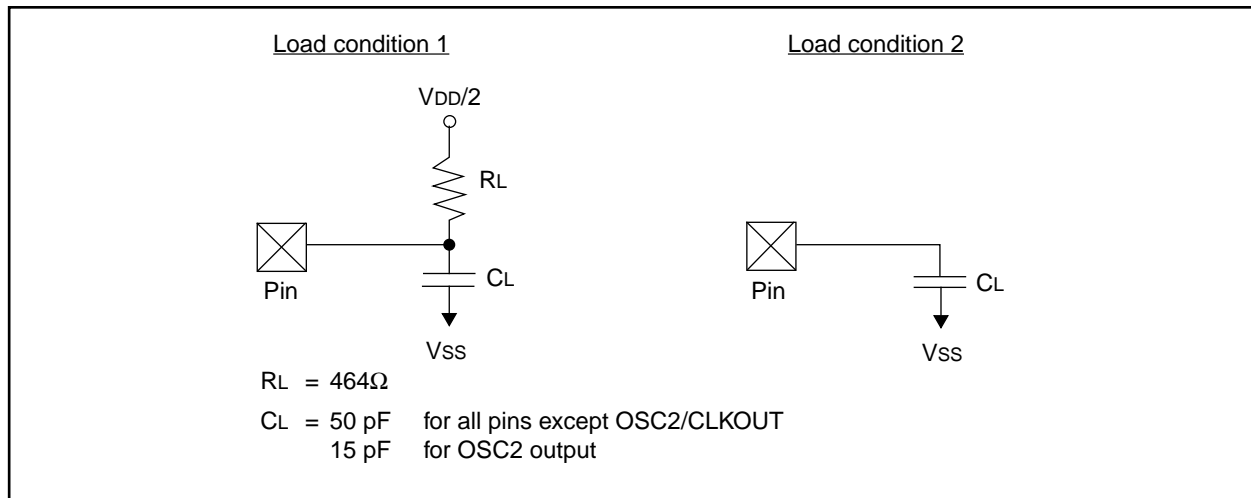 Load condition 1
Load condition 2
VDD/2
RL
CL
Pin
VSS
CL
Pin
VSS
RL = 464Ω
CL = 50 pF for all pins except OSC2/CLKOUT
15 pF for OSC2 output